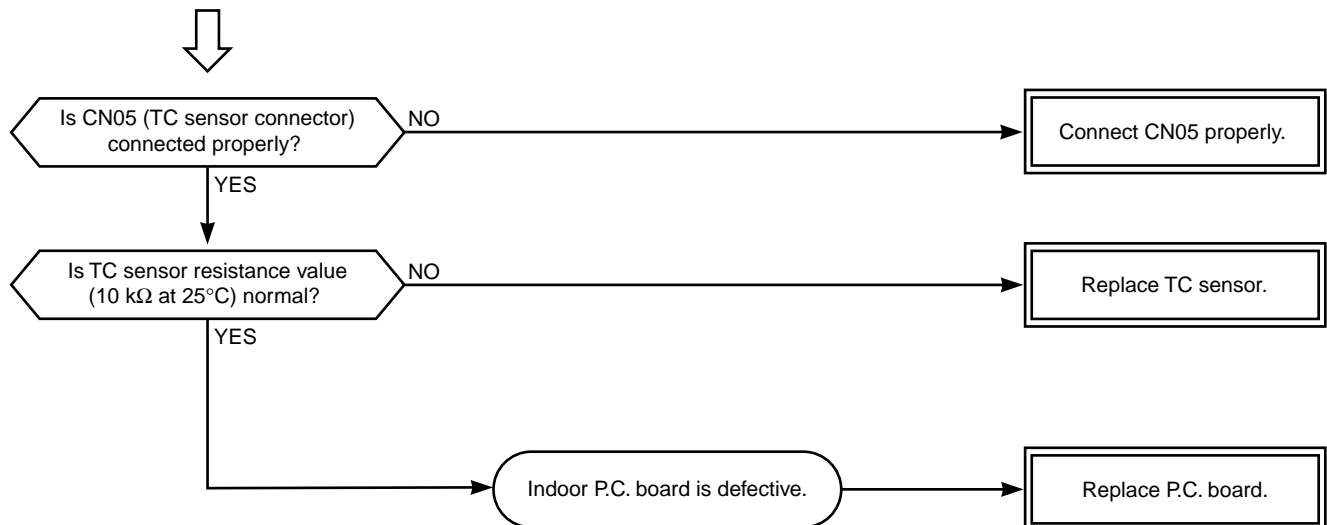 Is CN05 (TC sensor connector)
connected properly?
NO
Connect CN05 properly.
YES
Is TC sensor resistance value
(10 kΩ at 25°C) normal?
NO
Replace TC sensor.
YES
Indoor P.C. board is defective.
Replace P.C. board.